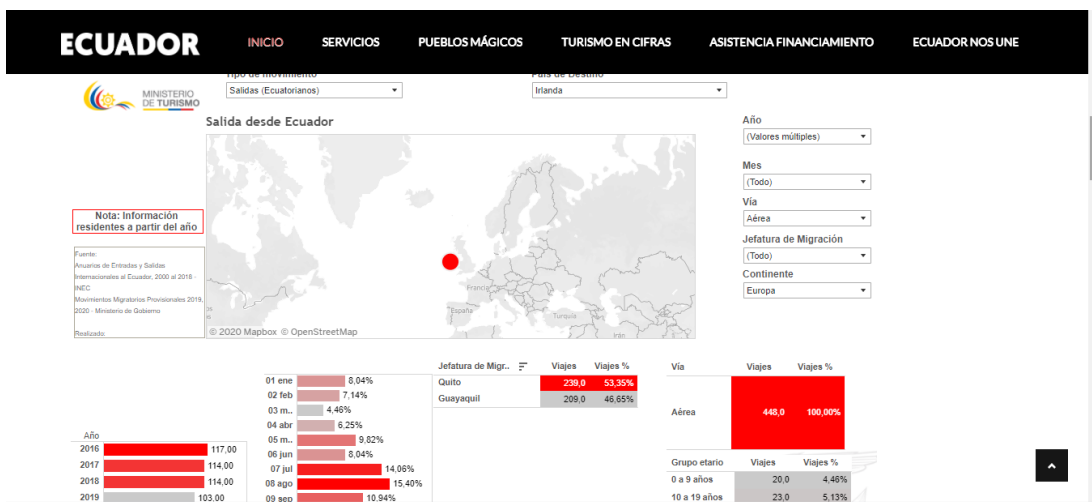 ECUADOR INICIO SERVICIOS PUEBLOS MÁGICOS TURISMO EN CIFRAS ASISTENCIA FINANCIAMIENTO ECUADOR NOS UNE
Tipo de movimiento País de Destino
MINISTERIO
DE TURISMO
Salidas (Ecuatorianos) Irlanda
Salida desde Ecuador
Año
(Valores múltiples)
Mes
(Todo)
Vía
Aérea
Jefatura de Migración
(Todo)
Continente
Europa
Nota: Información
residentes a partir del año
Fuente:
Anuarios de Entradas y Salidas
Internacionales al Ecuador, 2000 al 2018 -
INEC
Movimientos Migratorios Provisionales 2019,
2020 - Ministerio de Gobierno
Realizado:
Francia
España
Turquía
Irán
© 2020 Mapbox © OpenStreetMap
01 ene 8,04%
02 feb 7,14%
03 m.. 4,46%
04 abr 6,25%
05 m.. 9,82%
06 jun 8,04%
07 jul 14,06%
08 ago 15,40%
09 sep 10,94%
Año
2016 117,00
2017 114,00
2018 114,00
2019 103,00
Jefatura de Migr.. Viajes Viajes %
Quito 239,0 53,35%
Guayaquil 209,0 46,65%
Vía Viajes Viajes %
Aérea 448,0 100,00%
Grupo etario Viajes Viajes %
0 a 9 años 20,0 4,46%
10 a 19 años 23,0 5,13%